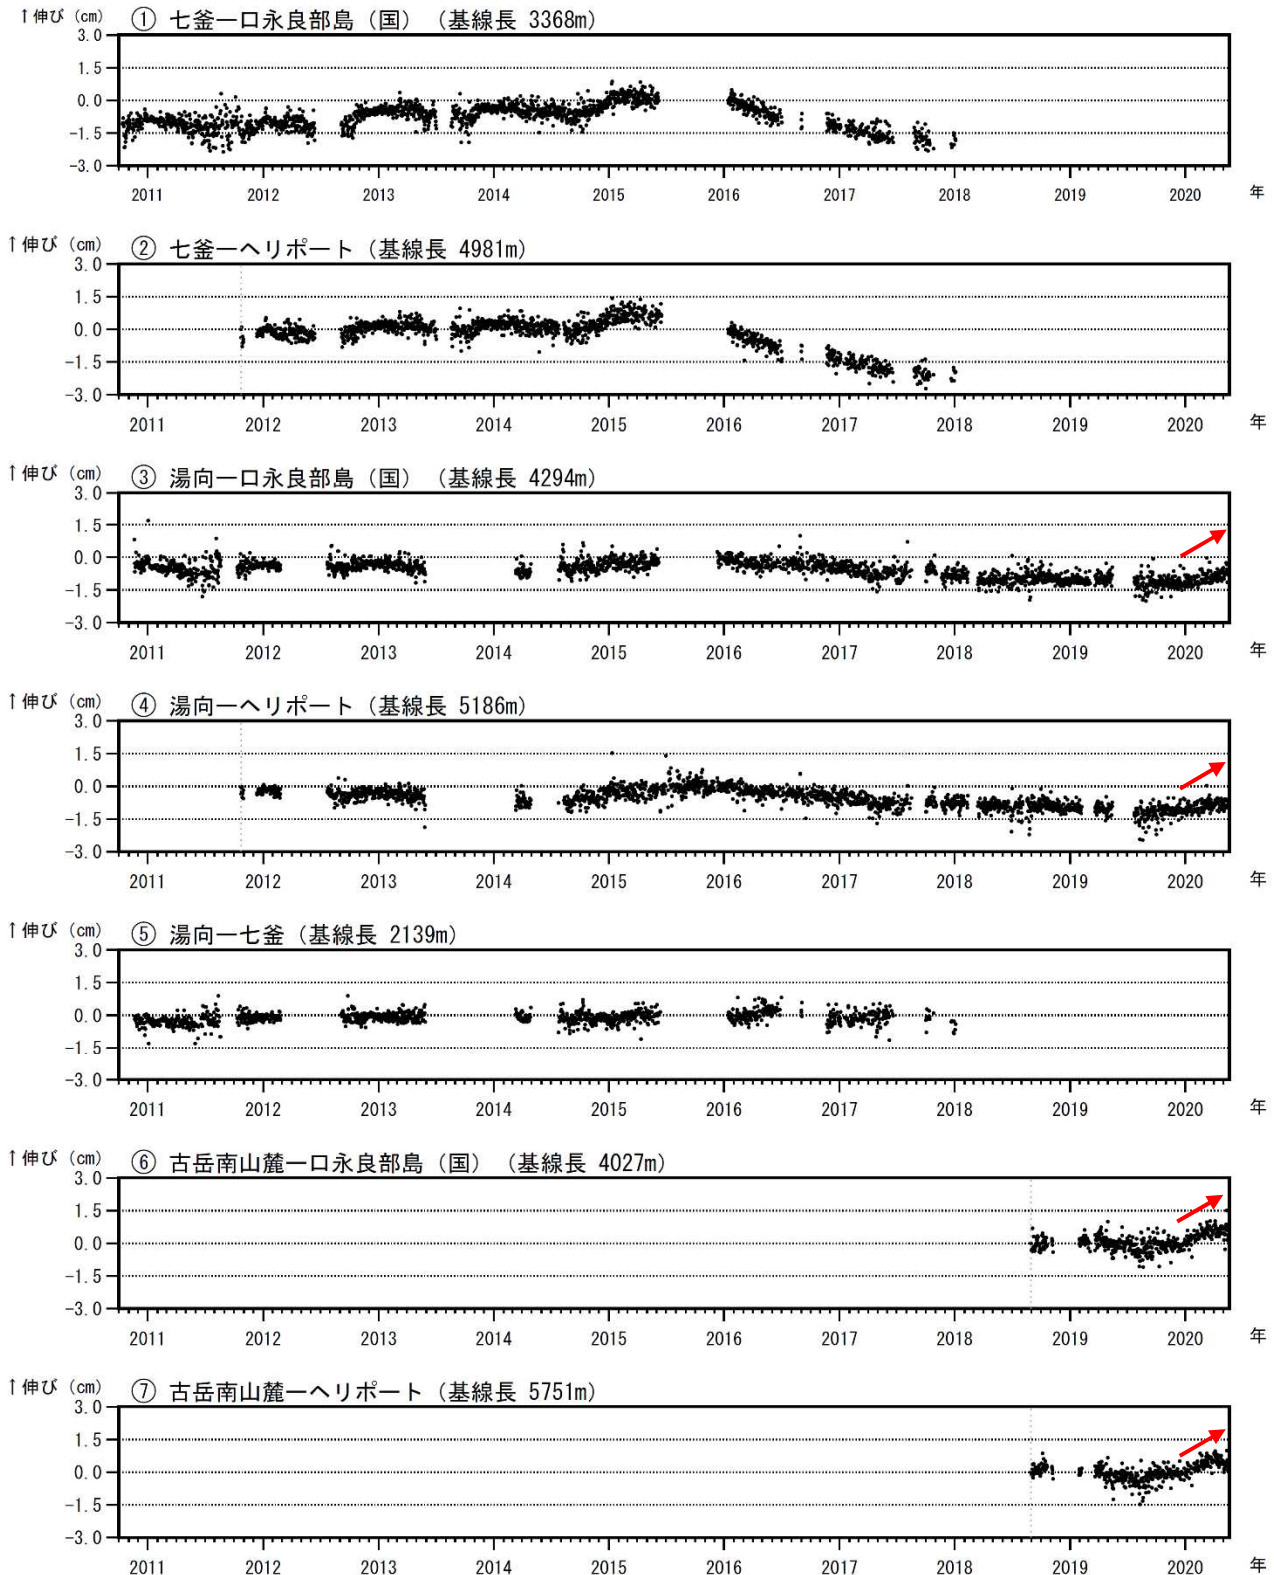 ↑伸び (cm) ① 七釜ー口永良部島（国）（基線長 3368m）
3.0
1.5
0.0
-1.5
-3.0
2011 2012 2013 2014 2015 2016 2017 2018 2019 2020 年
↑伸び (cm) ② 七釜ーヘリポート（基線長 4981m）
3.0
1.5
0.0
-1.5
-3.0
2011 2012 2013 2014 2015 2016 2017 2018 2019 2020 年
↑伸び (cm) ③ 湯向ー口永良部島（国）（基線長 4294m）
3.0
1.5
0.0
-1.5
-3.0
2011 2012 2013 2014 2015 2016 2017 2018 2019 2020 年
↑伸び (cm) ④ 湯向ーヘリポート（基線長 5186m）
3.0
1.5
0.0
-1.5
-3.0
2011 2012 2013 2014 2015 2016 2017 2018 2019 2020 年
↑伸び (cm) ⑤ 湯向ー七釜（基線長 2139m）
3.0
1.5
0.0
-1.5
-3.0
2011 2012 2013 2014 2015 2016 2017 2018 2019 2020 年
↑伸び (cm) ⑥ 古岳南山麓ー口永良部島（国）（基線長 4027m）
3.0
1.5
0.0
-1.5
-3.0
2011 2012 2013 2014 2015 2016 2017 2018 2019 2020 年
↑伸び (cm) ⑦ 古岳南山麓ーヘリポート（基線長 5751m）
3.0
1.5
0.0
-1.5
-3.0
2011 2012 2013 2014 2015 2016 2017 2018 2019 2020 年